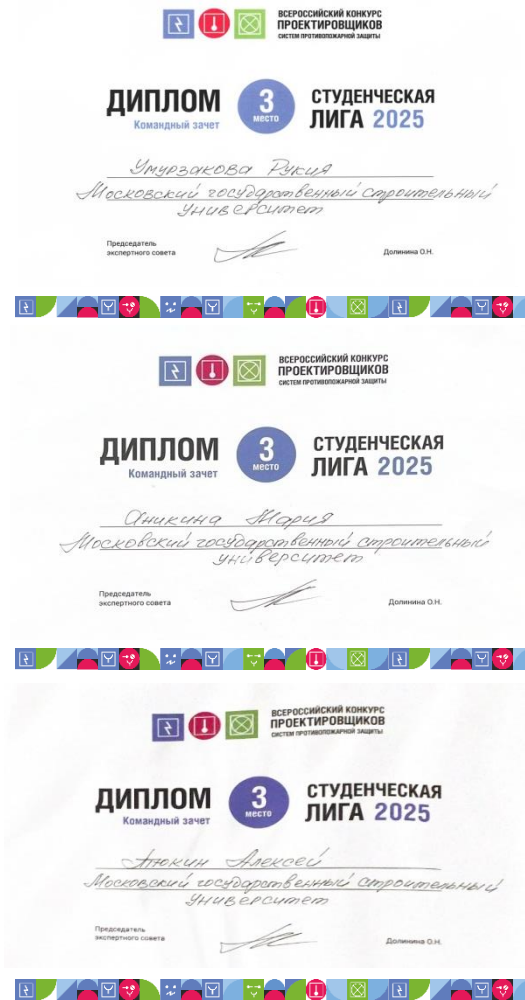 ВСЕРОССИЙСКИЙ КОНКУРС
ПРОЕКТИРОВЩИКОВ
СИСТЕМ ПРОТИВОПОЖАРНОЙ ЗАЩИТЫ
ДИПЛОМ
Командный зачет
3
место
СТУДЕНЧЕСКАЯ
ЛИГА 2025
Умурзакова Рукия
Московский государственный строительный
университет
Председатель
экспертного совета
Долинина О.Н.
ВСЕРОССИЙСКИЙ КОНКУРС
ПРОЕКТИРОВЩИКОВ
СИСТЕМ ПРОТИВОПОЖАРНОЙ ЗАЩИТЫ
ДИПЛОМ
Командный зачет
3
место
СТУДЕНЧЕСКАЯ
ЛИГА 2025
Аникина Мария
Московский государственный строительный
университет
Председатель
экспертного совета
Долинина О.Н.
ВСЕРОССИЙСКИЙ КОНКУРС
ПРОЕКТИРОВЩИКОВ
СИСТЕМ ПРОТИВОПОЖАРНОЙ ЗАЩИТЫ
ДИПЛОМ
Командный зачет
3
место
СТУДЕНЧЕСКАЯ
ЛИГА 2025
Алексей
Московский государственный строительный
университет
Председатель
экспертного совета
Долинина О.Н.